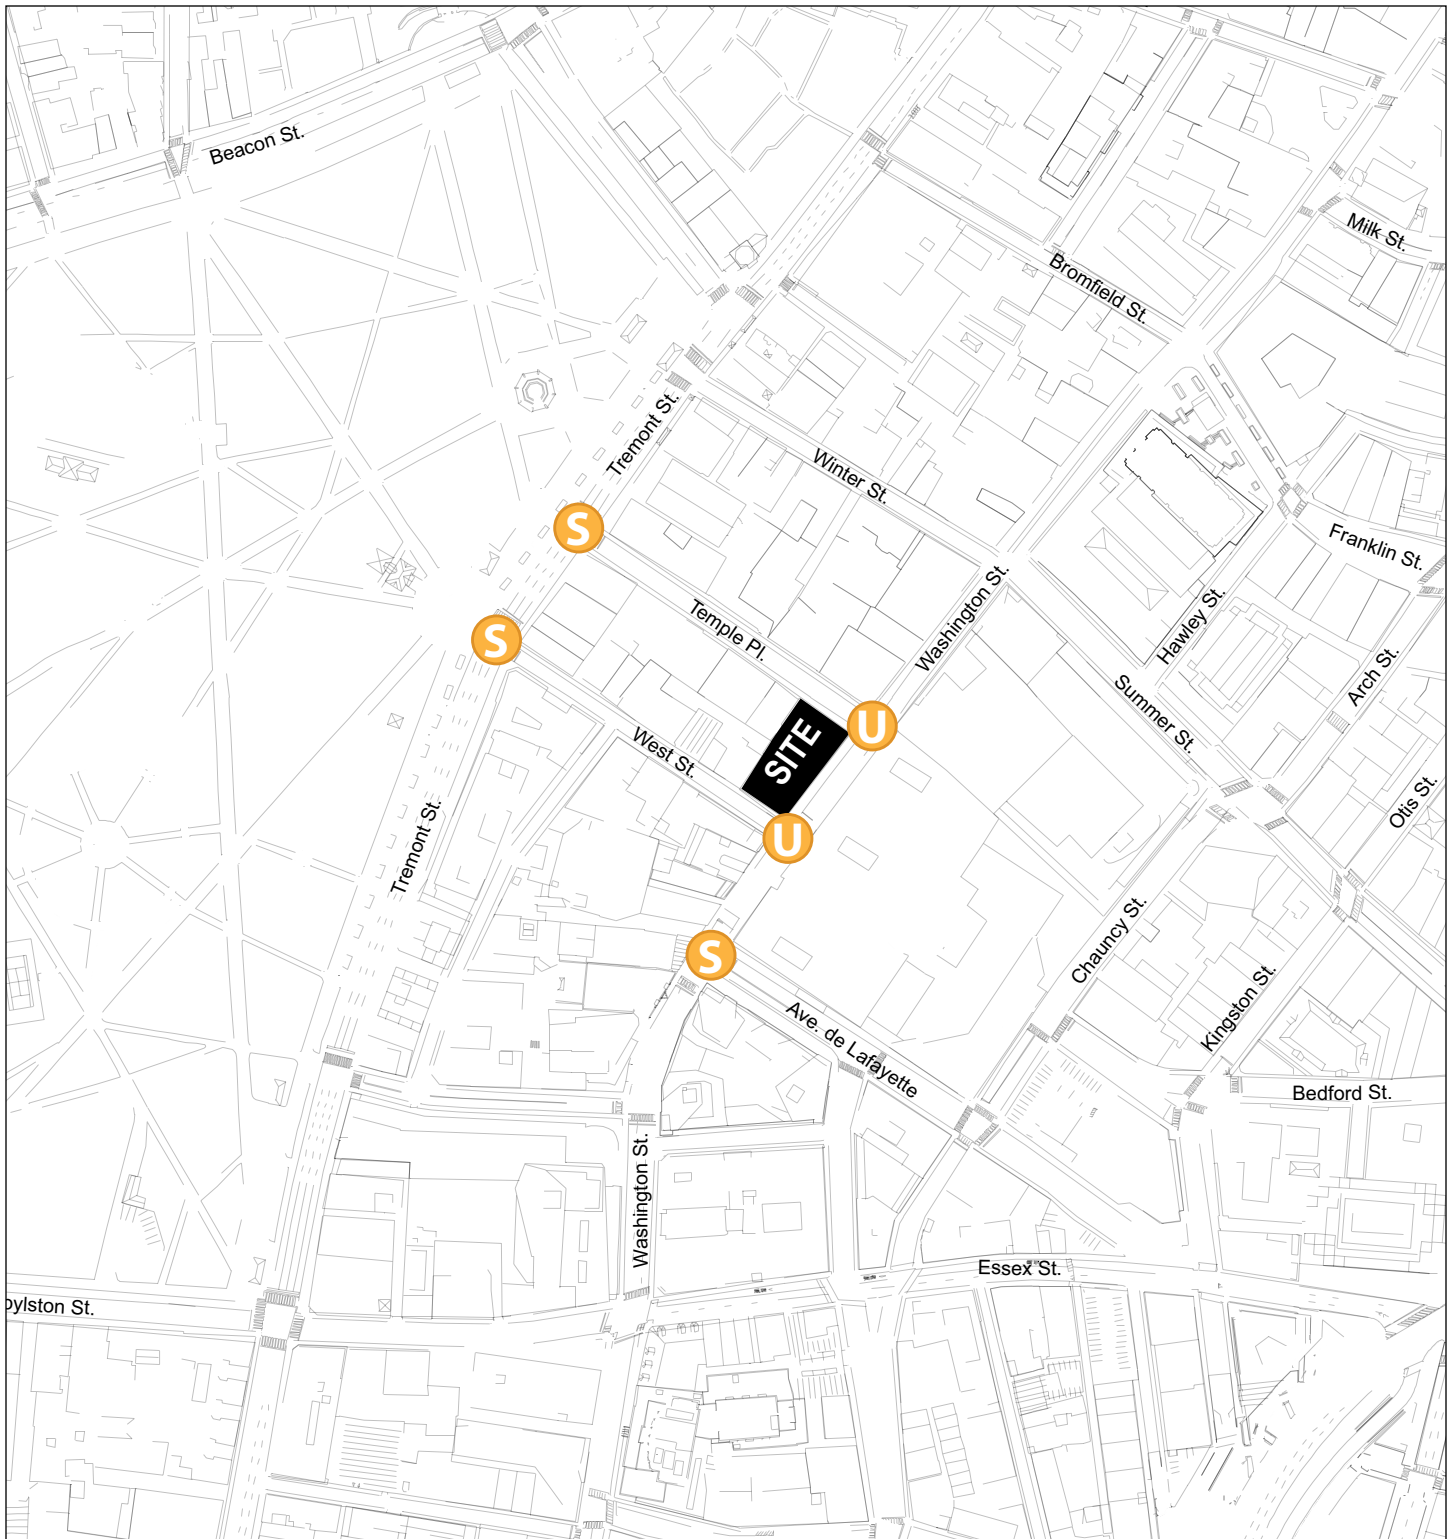 Beacon St.
Milk St.
Bromfield St.
Tremont St.
Winter St.
S
Franklin St.
Washington St.
Hawley St.
Temple Pl.
S
Arch St.
Summer St.
U
SITE
West St.
Otis St.
U
Tremont St.
Chauncy St.
S
Kingston St.
Ave. de Lafayette
Bedford St.
Washington St.
Essex St.
oylston St.